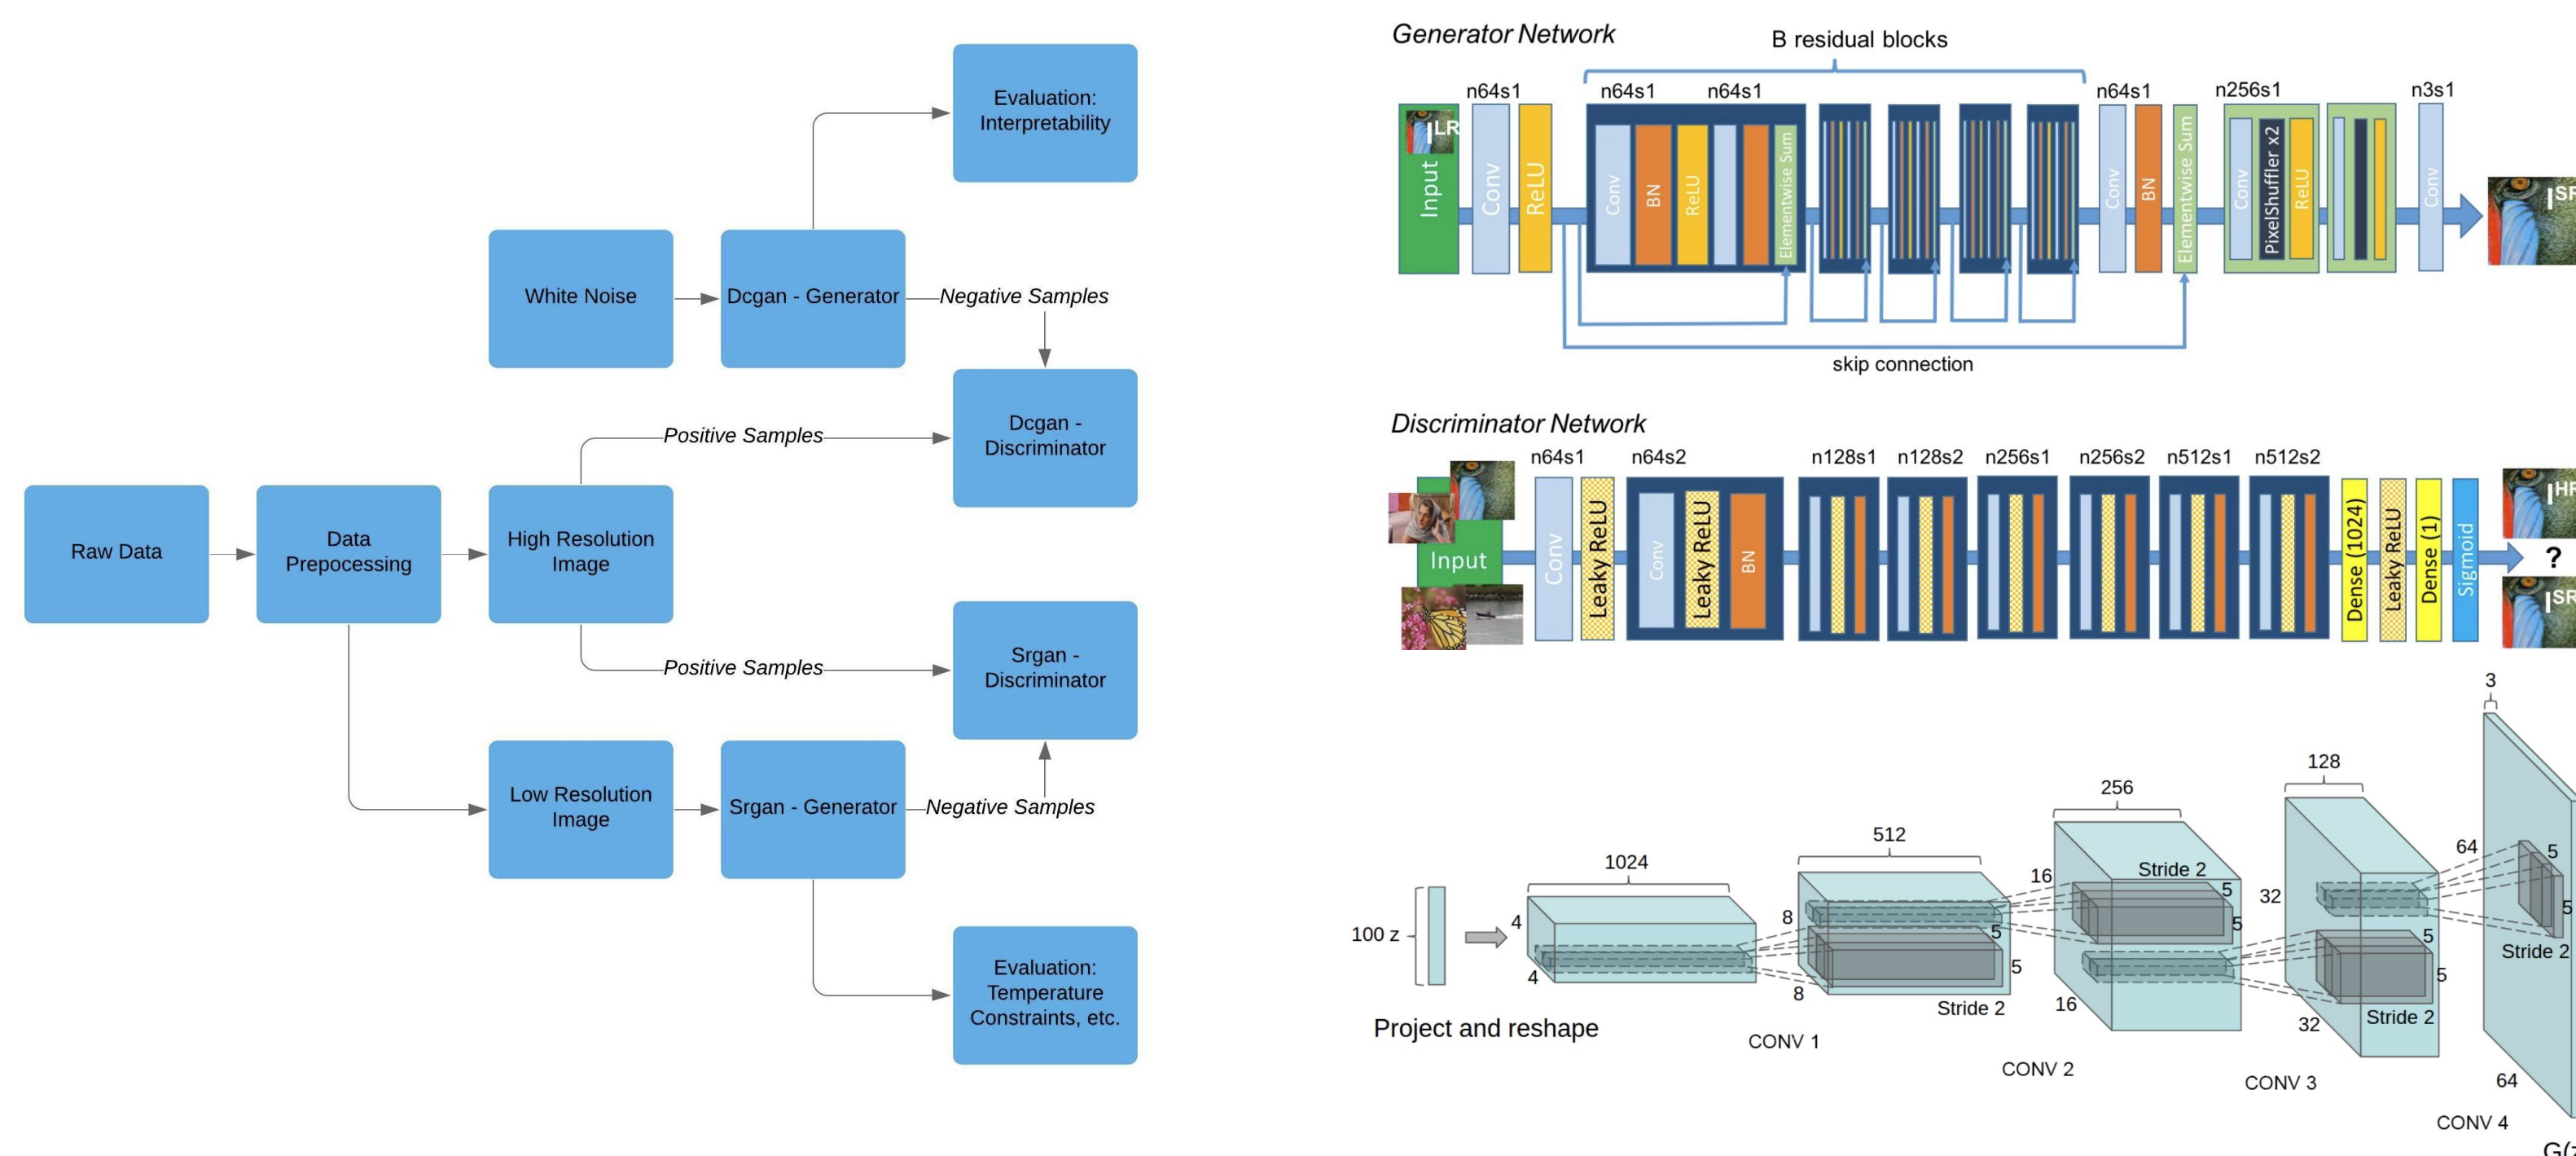 Evaluation:
Interpretability
White Noise
Dcgan - Generator
Negative Samples
Dcgan -
Discriminator
Positive Samples
Raw Data
Data
Prepocessing
High Resolution
Image
Positive Samples
Srgan -
Discriminator
Low Resolution
Image
Srgan - Generator
Negative Samples
Evaluation:
Temperature
Constraints, etc.
Generator Network
B residual blocks
n64s1
n64s1
n64s1
n64s1
n256s1
n3s1
ILR
Input
Conv
ReLU
Conv
BN
ReLU
Elementwise Sum
Conv
BN
Elementwise Sum
Conv
PixelShuffler x2
ReLU
Conv
ISR
skip connection
Discriminator Network
n64s1
n64s2
n128s1
n128s2
n256s1
n256s2
n512s1
n512s2
Input
Conv
Leaky ReLU
Conv
Leaky ReLU
BN
Dense (1024)
Leaky ReLU
Dense (1)
Sigmoid
IHR
?
ISR
100 z
Project and reshape
1024
4
4
CONV 1
512
8
8
5
5
Stride 2
CONV 2
256
16
16
Stride 2
5
5
CONV 3
128
32
32
5
5
Stride 2
CONV 4
3
64
64
5
5
Stride 2